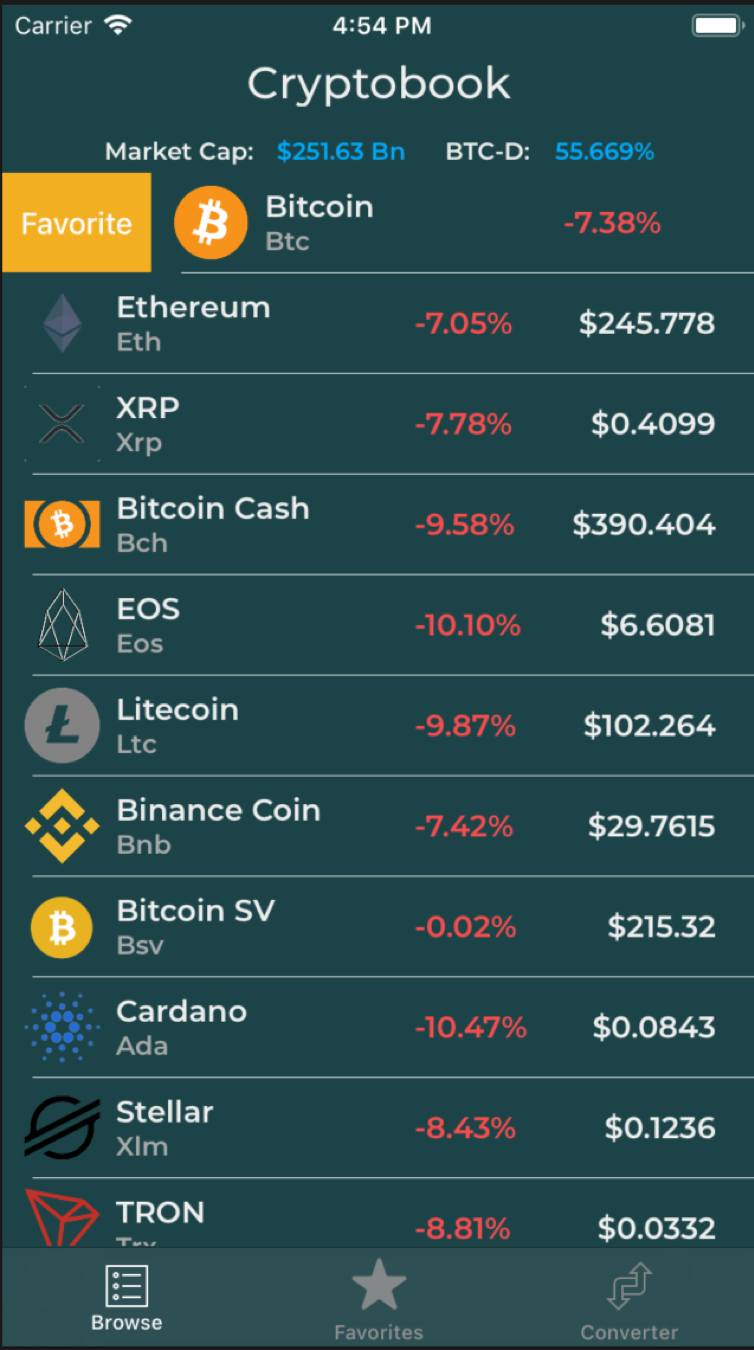 Carrier 4:54 PM
Cryptobook
Market Cap: $251.63 Bn BTC-D: 55.669%
Favorite Bitcoin -7.38%
Btc
Ethereum -7.05% $245.778
Eth
XRP -7.78% $0.4099
Xrp
Bitcoin Cash -9.58% $390.404
Bch
EOS -10.10% $6.6081
Eos
Litecoin -9.87% $102.264
Ltc
Binance Coin -7.42% $29.7615
Bnb
Bitcoin SV -0.02% $215.32
Bsv
Cardano -10.47% $0.0843
Ada
Stellar -8.43% $0.1236
Xlm
TRON -8.81% $0.0332
Trx
Browse Favorites Converter